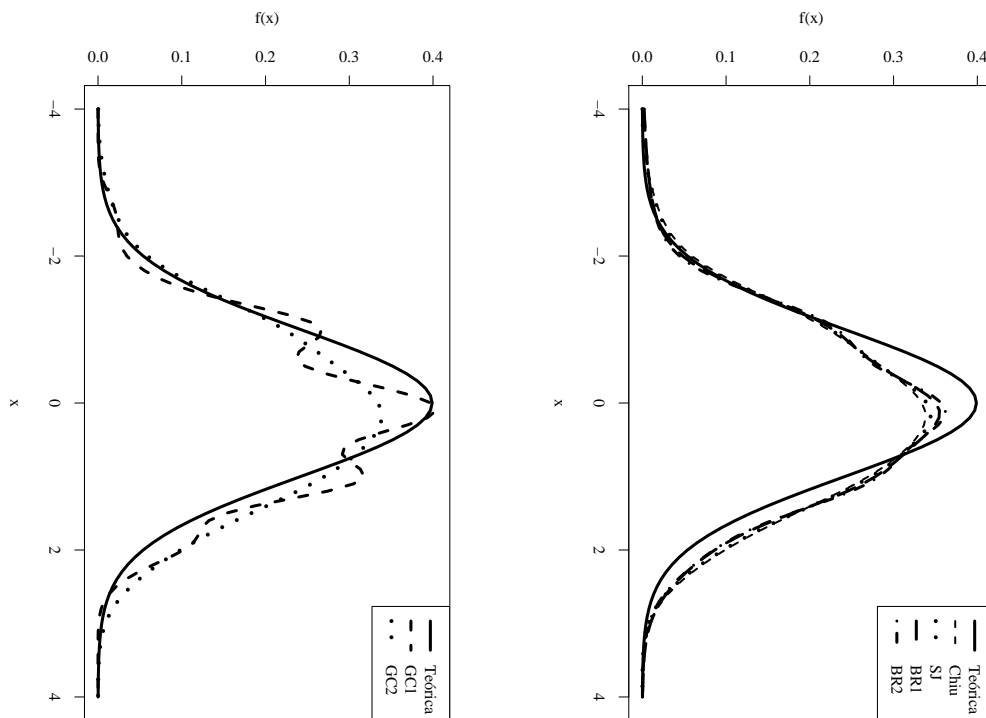 f(x)
0.0 0.1 0.2 0.3 0.4
−4 −2 0 2 4
x
Teórica
GC1
GC2
f(x)
0.0 0.1 0.2 0.3 0.4
−4 −2 0 2 4
x
Teórica
Chiu
SJ
BR1
BR2